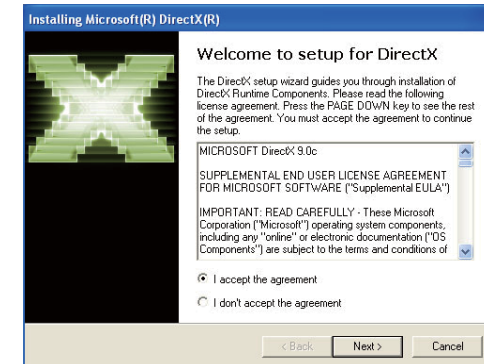 Installing Microsoft(R) DirectX(R)
Welcome to setup for DirectX
The DirectX setup wizard guides you through installation of
DirectX Runtime Components. Please read the following
license agreement. Press the PAGE DOWN key to see the rest
of the agreement. You must accept the agreement to continue
the setup.
MICROSOFT DirectX 9.0c
SUPPLEMENTAL END USER LICENSE AGREEMENT
FOR MICROSOFT SOFTWARE ("Supplemental EULA")
IMPORTANT: READ CAREFULLY - These Microsoft
Corporation ("Microsoft") operating system components,
including any "online" or electronic documentation ("OS
Components") are subject to the terms and conditions of
I accept the agreement
I don't accept the agreement
< Back Next > Cancel